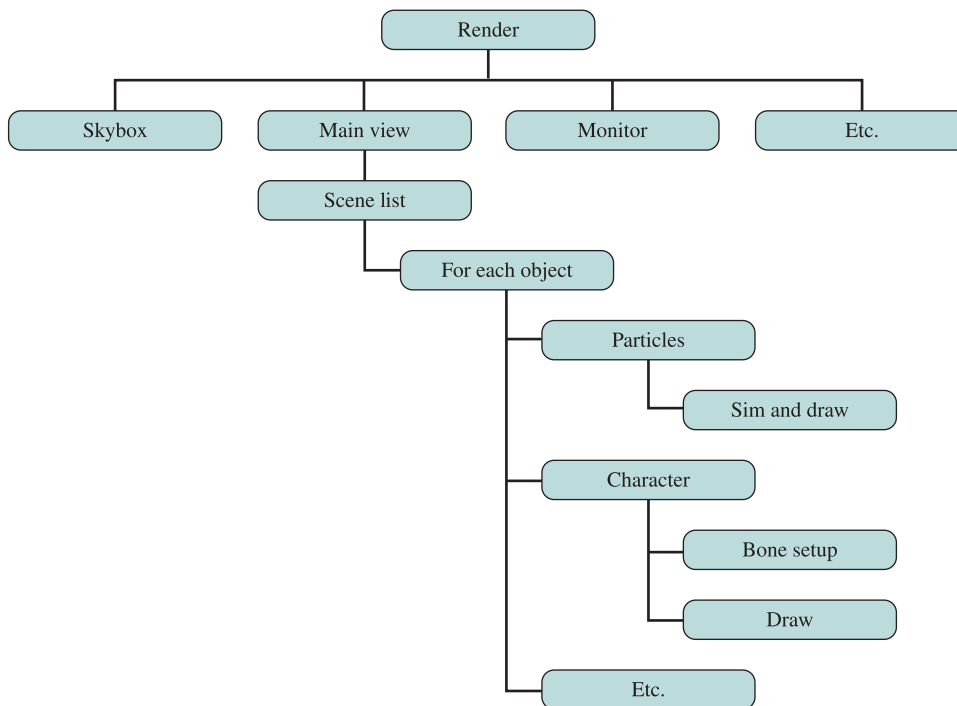 Render
Skybox
Main view
Monitor
Etc.
Scene list
For each object
Particles
Sim and draw
Character
Bone setup
Draw
Etc.